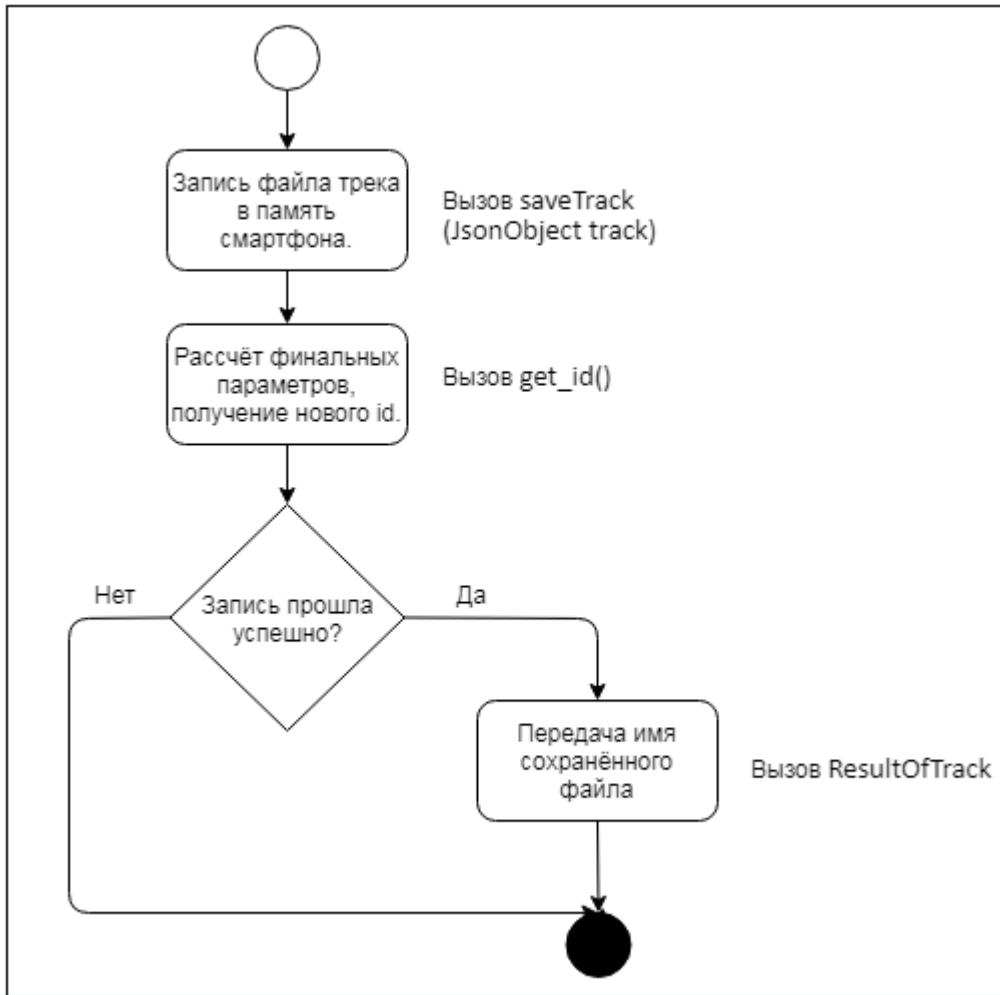 Запись файла трека
в память
смартфона.
Вызов saveTrack
(JsonObject track)
Рассчёт финальных
параметров,
получение нового id.
Вызов get_id()
Нет
Запись прошла
успешно?
Да
Передача имя
сохранённого
файла
Вызов ResultOfTrack